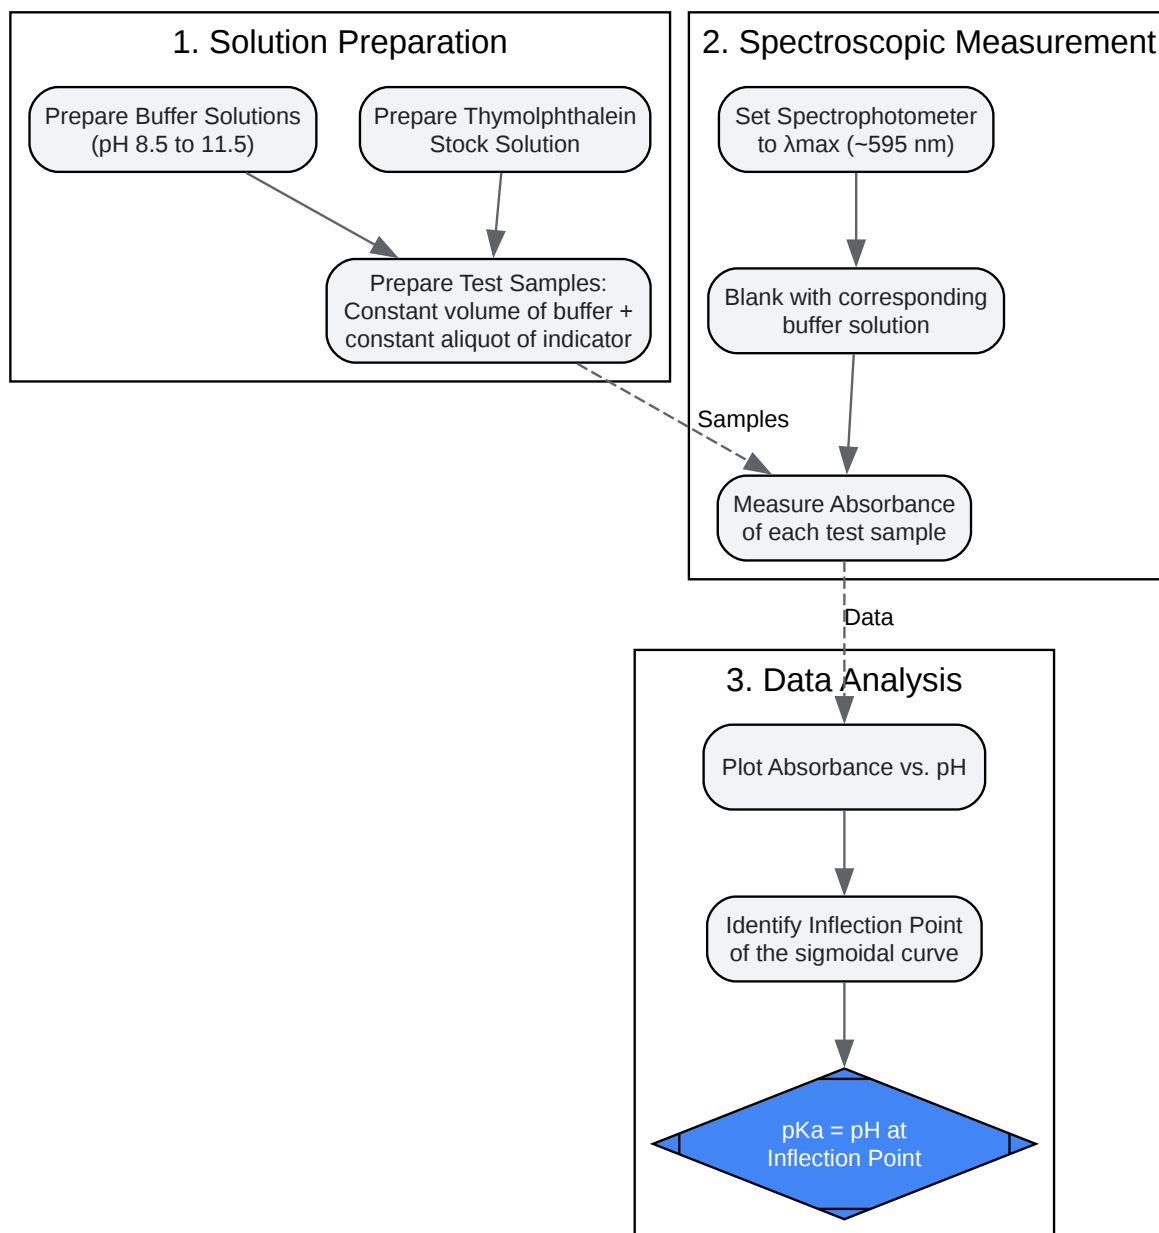 1. Solution Preparation
Prepare Buffer Solutions
(pH 8.5 to 11.5)
Prepare Thymolphthalein
Stock Solution
Prepare Test Samples:
Constant volume of buffer +
constant aliquot of indicator
Samples
2. Spectroscopic Measurement
Set Spectrophotometer
to λmax (~595 nm)
Blank with corresponding
buffer solution
Measure Absorbance
of each test sample
Data
3. Data Analysis
Plot Absorbance vs. pH
Identify Inflection Point
of the sigmoidal curve
pKa = pH at
Inflection Point